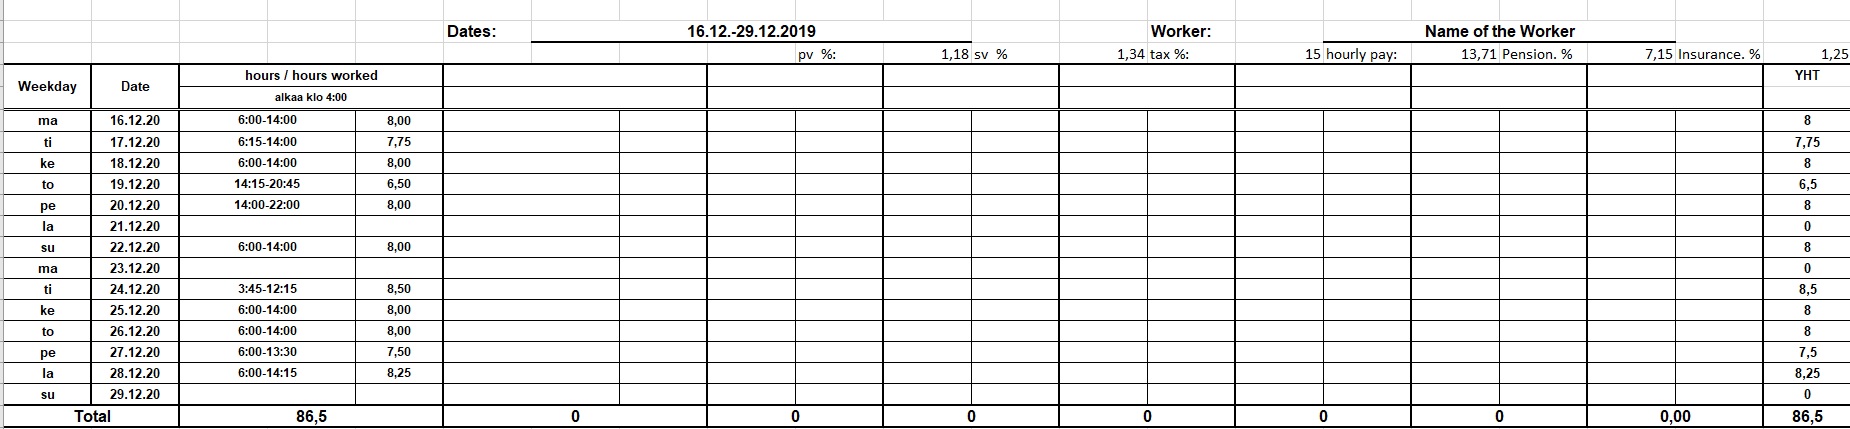 Dates: 16.12.-29.12.2019 Worker: Name of the Worker
pv %: 1,18 sv % 1,34 tax %: 15 hourly pay: 13,71 Pension. % 7,15 Insurance. % 1,25
Weekday Date hours / hours worked YHT
alkaa klo 4:00
ma 16.12.20 6:00-14:00 8,00 8
ti 17.12.20 6:15-14:00 7,75 7,75
ke 18.12.20 6:00-14:00 8,00 8
to 19.12.20 14:15-20:45 6,50 6,5
pe 20.12.20 14:00-22:00 8,00 8
la 21.12.20 0
su 22.12.20 6:00-14:00 8,00 8
ma 23.12.20 0
ti 24.12.20 3:45-12:15 8,50 8,5
ke 25.12.20 6:00-14:00 8,00 8
to 26.12.20 6:00-14:00 8,00 8
pe 27.12.20 6:00-13:30 7,50 7,5
la 28.12.20 6:00-14:15 8,25 8,25
su 29.12.20 0
Total 86,5 0 0 0 0 0 0 0,00 86,5